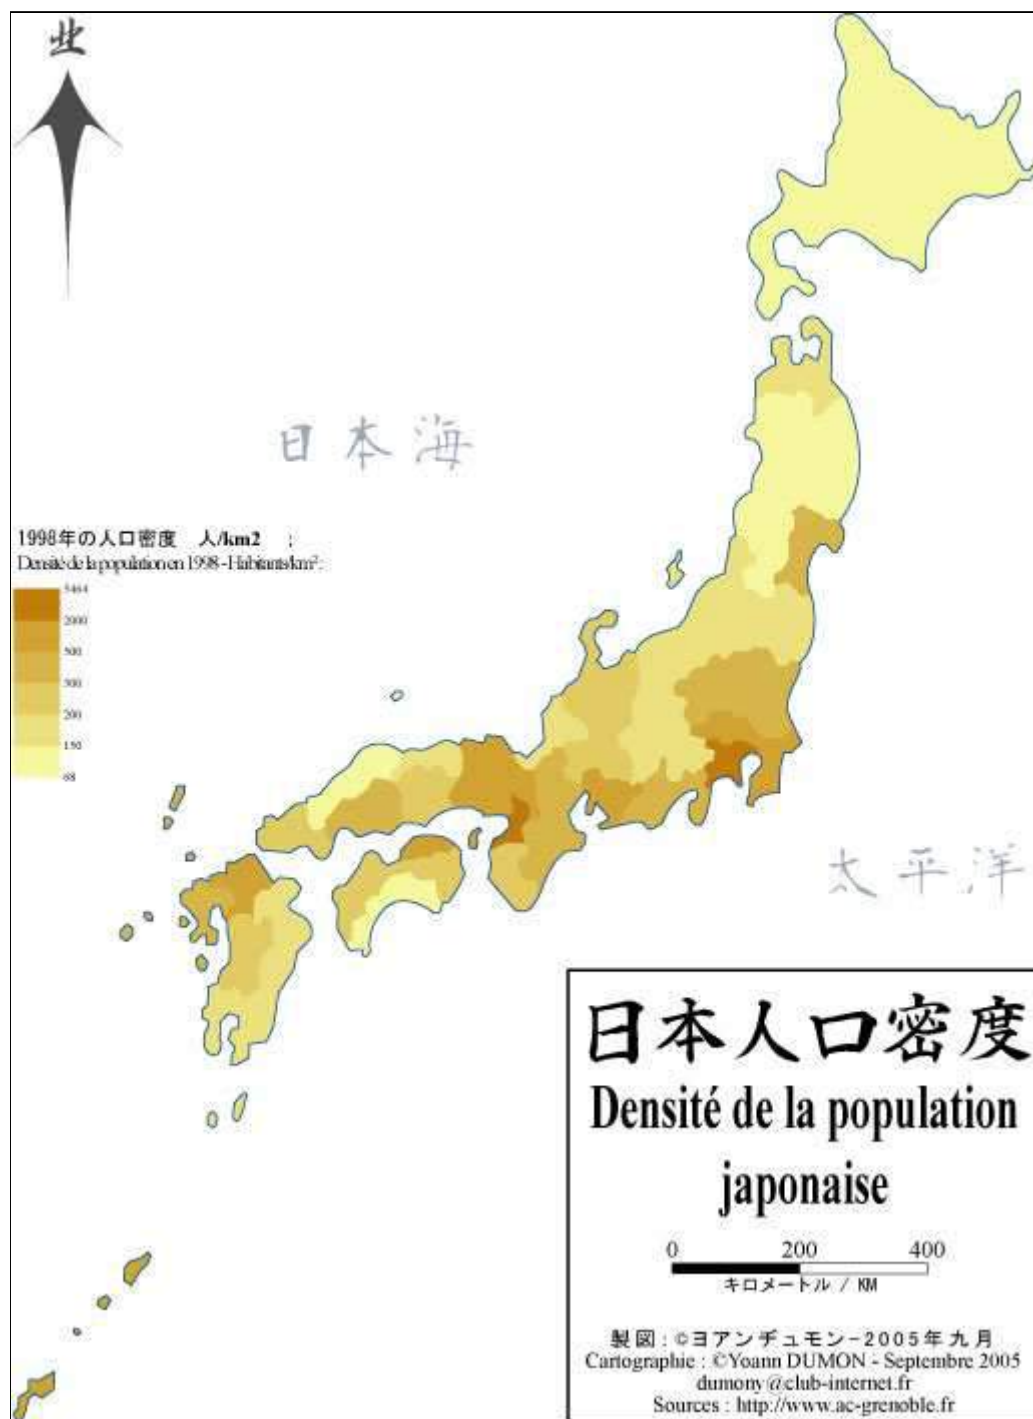 北
日本海
1998年の人口密度 人/km2 :
Densité de la population en 1998 - Habitants/km² :
5464
2000
500
300
200
150
68
太平洋
日本人口密度
Densité de la population
japonaise
0 200 400
キロメートル / KM
製図 : ©ヨアンヂュモン-2005年九月
Cartographie : ©Yoann DUMON - Septembre 2005
dumony@club-internet.fr
Sources : http://www.ac-grenoble.fr